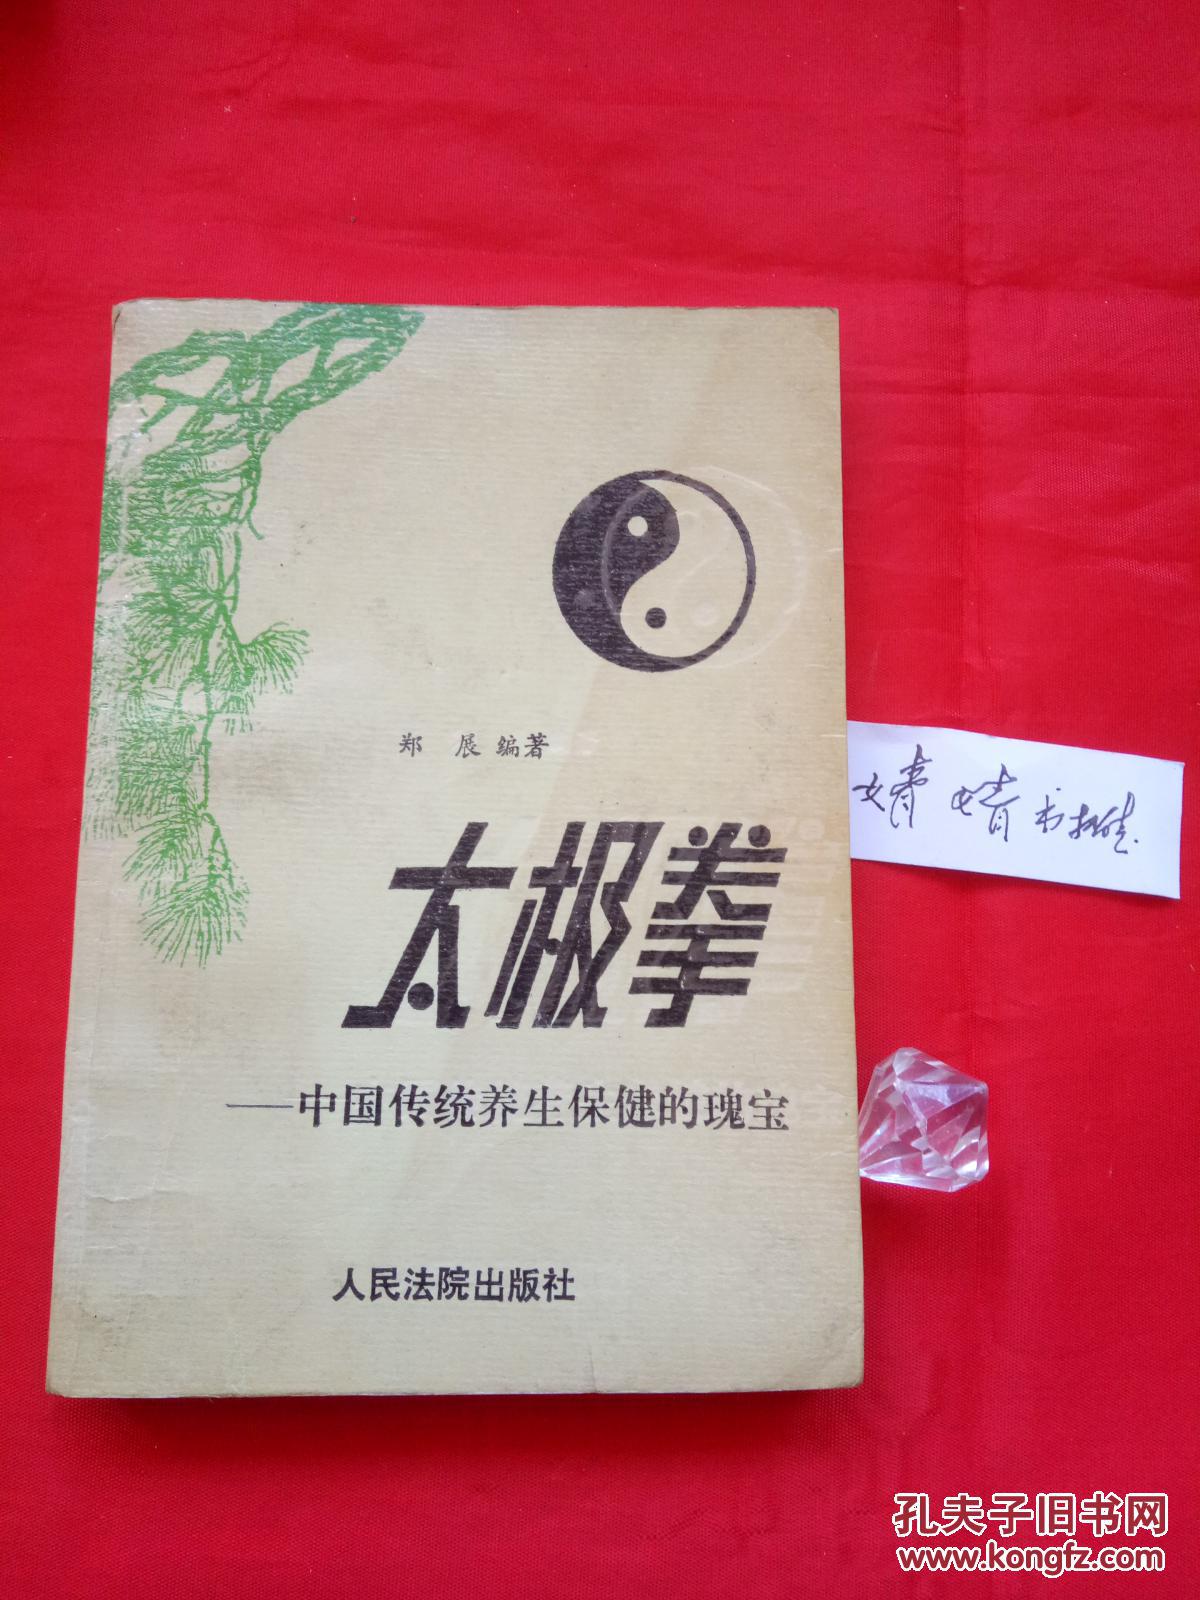 郑 展 编著
太极拳
——中国传统养生保健的瑰宝
人民法院出版社
婧婧书摊
孔夫子旧书网
www.kongfz.com